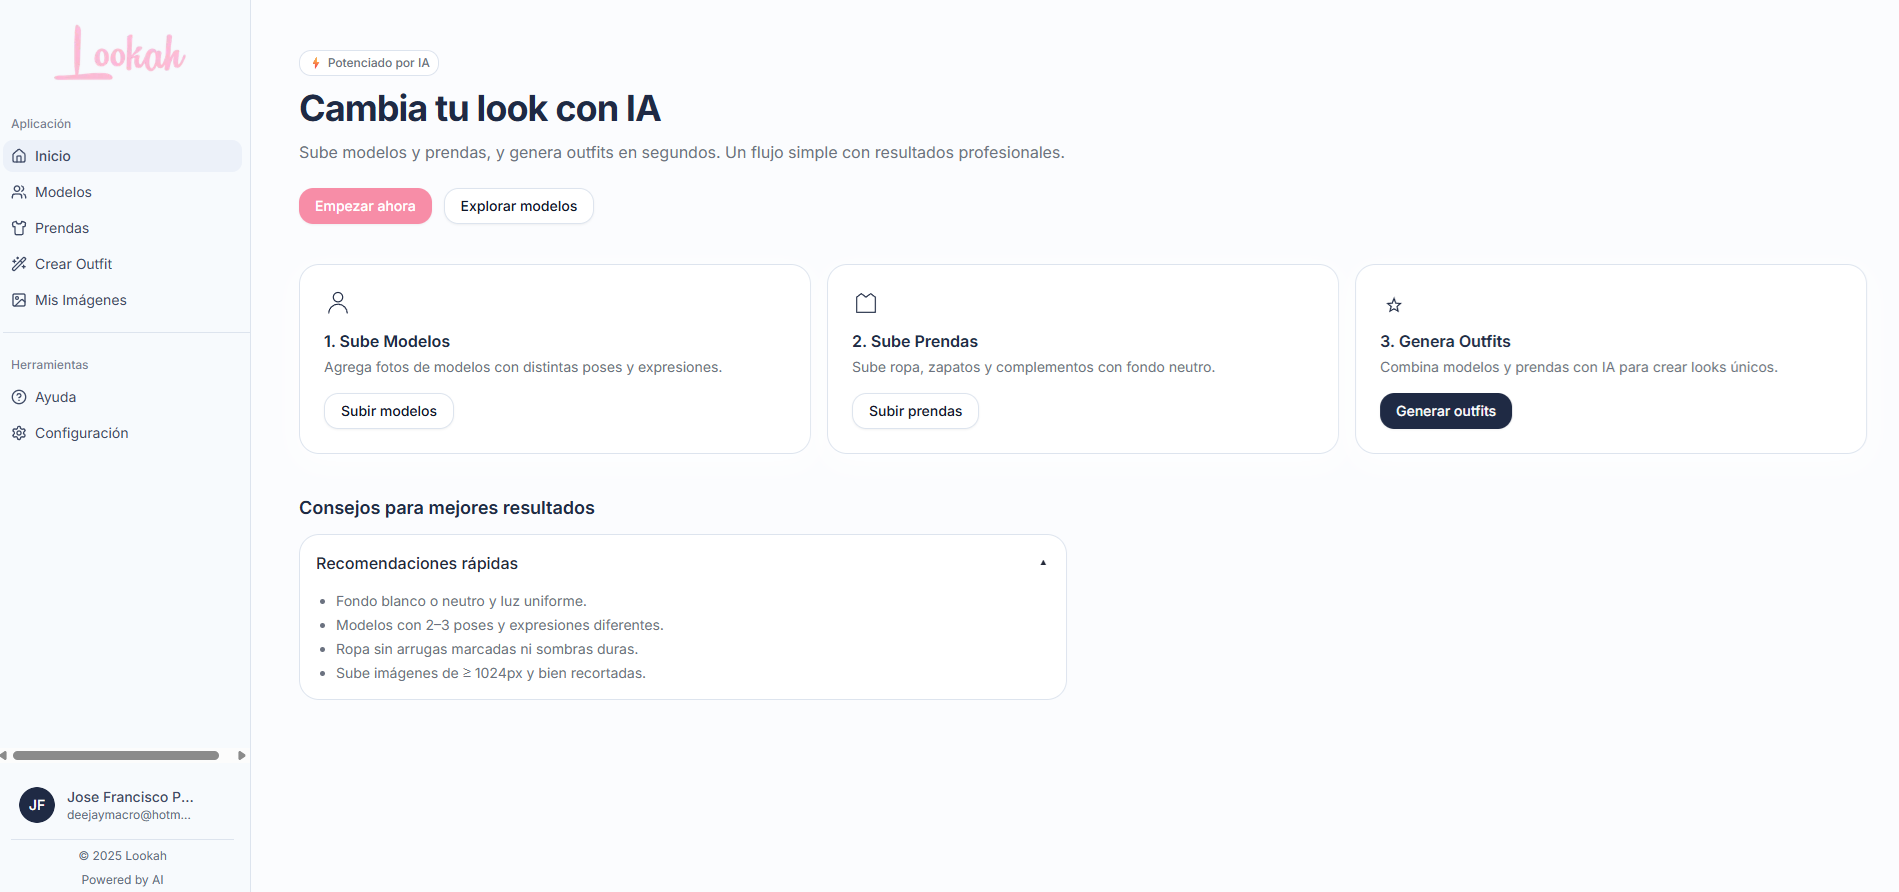 Lookah
Aplicación
Inicio
Modelos
Prendas
Crear Outfit
Mis Imágenes
Herramientas
Ayuda
Configuración
JF
Jose Francisco P...
deejaymacro@hotm...
© 2025 Lookah
Powered by AI
Potenciado por IA
Cambia tu look con IA
Sube modelos y prendas, y genera outfits en segundos. Un flujo simple con resultados profesionales.
Empezar ahora
Explorar modelos
1. Sube Modelos
Agrega fotos de modelos con distintas poses y expresiones.
Subir modelos
2. Sube Prendas
Sube ropa, zapatos y complementos con fondo neutro.
Subir prendas
3. Genera Outfits
Combina modelos y prendas con IA para crear looks únicos.
Generar outfits
Consejos para mejores resultados
Recomendaciones rápidas
Fondo blanco o neutro y luz uniforme.
Modelos con 2–3 poses y expresiones diferentes.
Ropa sin arrugas marcadas ni sombras duras.
Sube imágenes de ≥ 1024px y bien recortadas.